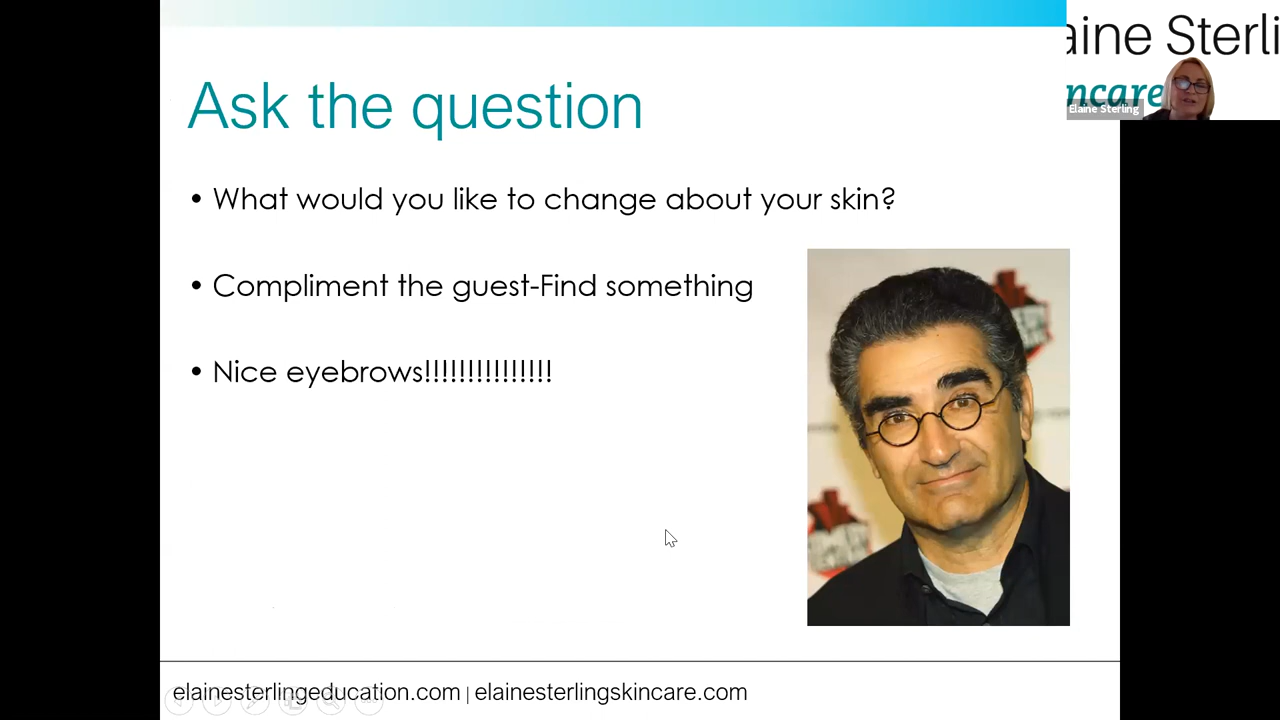 aine Sterli
ncare
Elaine Sterling
Ask the question
• What would you like to change about your skin?
• Compliment the guest-Find something
• Nice eyebrows!!!!!!!!!!!!!!!
elainesterlingeducation.com | elainesterlingskincare.com